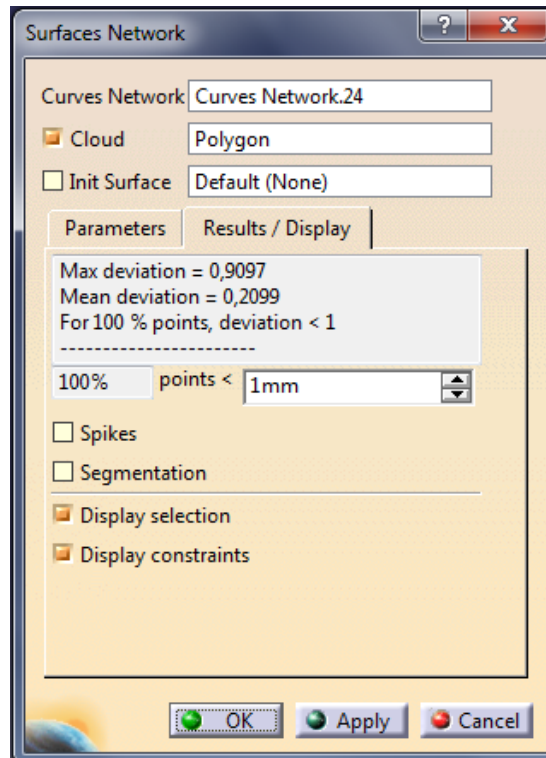 Surfaces Network
?
X
Curves Network Curves Network.24
Cloud Polygon
Init Surface Default (None)
Parameters Results / Display
Max deviation = 0,9097
Mean deviation = 0,2099
For 100 % points, deviation < 1
-----------------------
100% points < 1mm
Spikes
Segmentation
Display selection
Display constraints
OK Apply Cancel